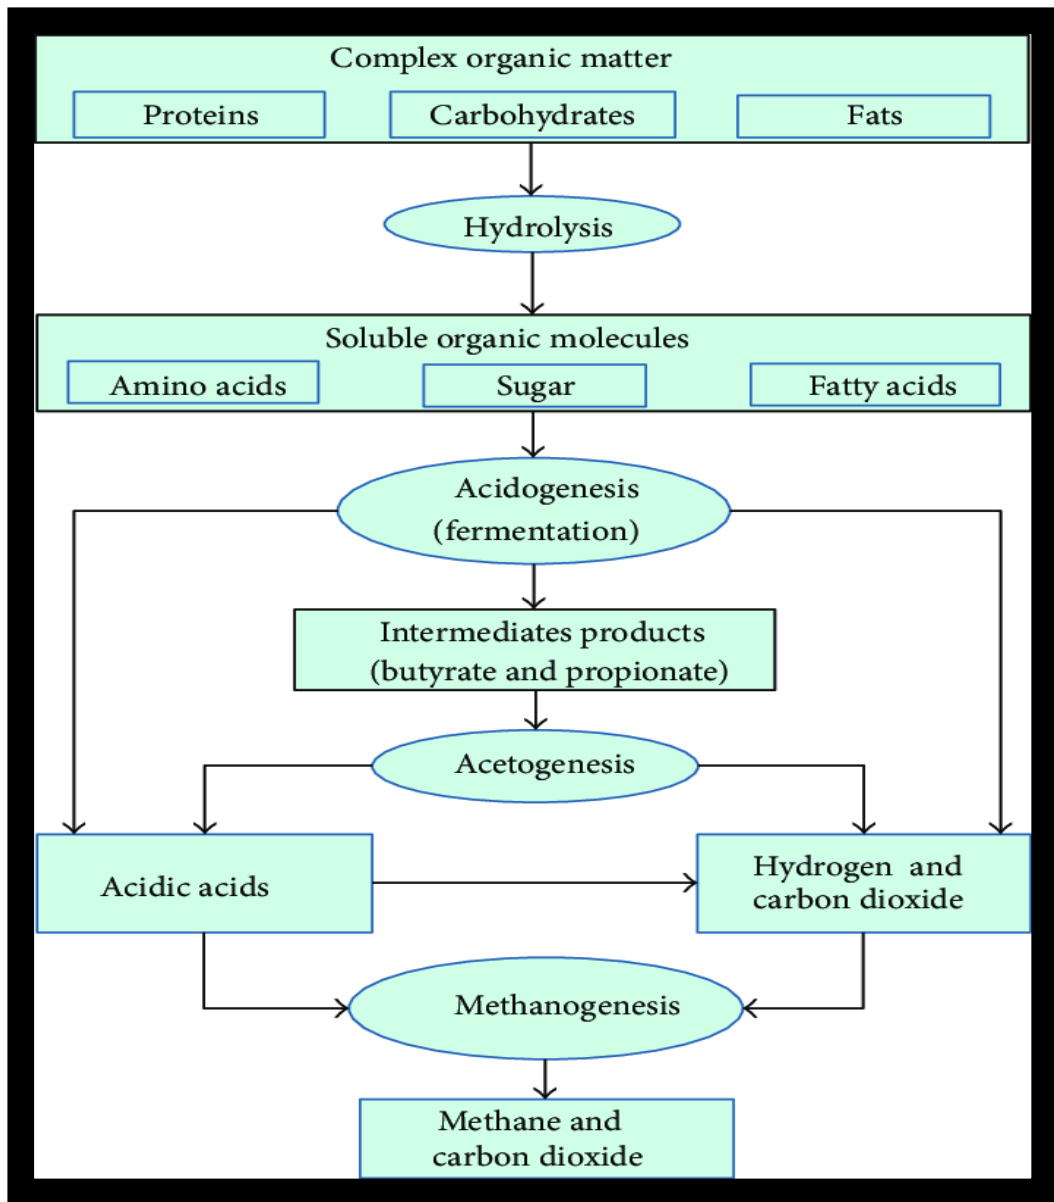 Complex organic matter
Proteins
Carbohydrates
Fats
Hydrolysis
Soluble organic molecules
Amino acids
Sugar
Fatty acids
Acidogenesis
(fermentation)
Intermediates products
(butyrate and propionate)
Acetogenesis
Acidic acids
Hydrogen and
carbon dioxide
Methanogenesis
Methane and
carbon dioxide